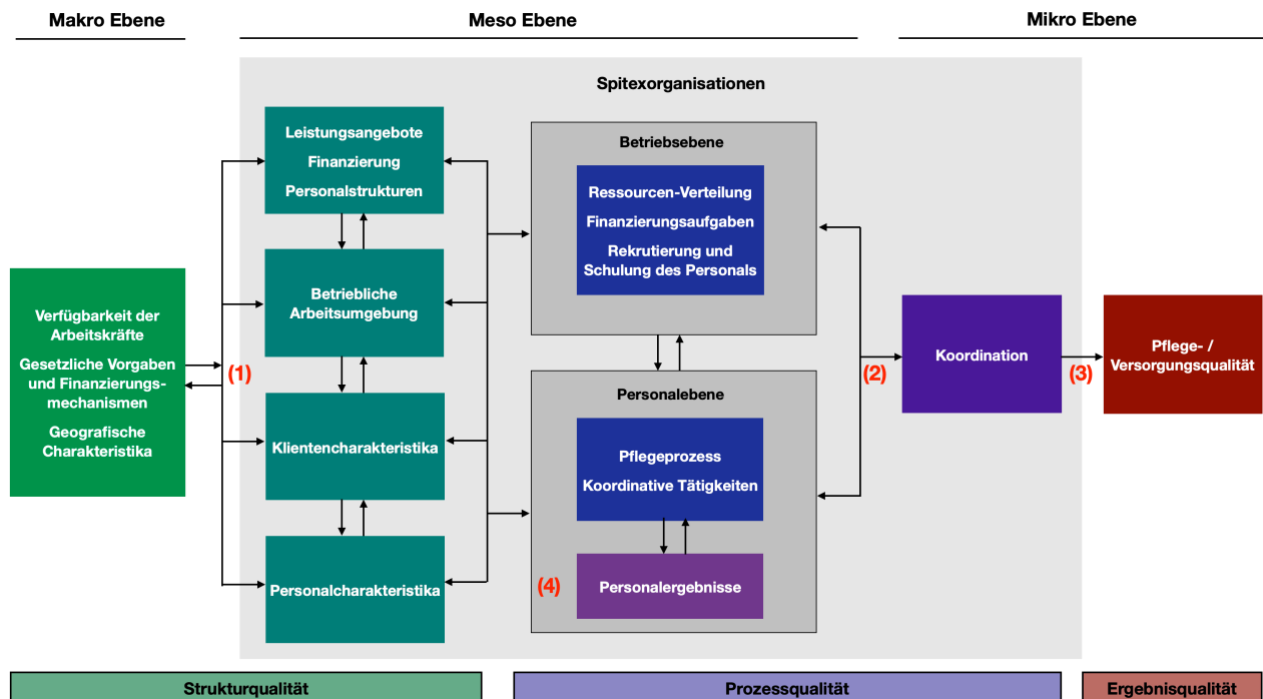 Makro Ebene
Meso Ebene
Mikro Ebene
Spitexorganisationen
Leistungsangebote
Finanzierung
Personalstrukturen
Betriebliche
Arbeitsumgebung
Klientencharakteristika
Personalcharakteristika
Verfügbarkeit der
Arbeitskräfte
Gesetzliche Vorgaben
und Finanzierungs-
mechanismen
Geografische
Charakteristika
(1)
Betriebsebene
Ressourcen-Verteilung
Finanzierungsaufgaben
Rekrutierung und
Schulung des Personals
Personalebene
Pflegeprozess
Koordinative Tätigkeiten
(4)
Personalergebnisse
(2)
Koordination
(3)
Pflege- /
Versorgungsqualität
Strukturqualität
Prozessqualität
Ergebnisqualität